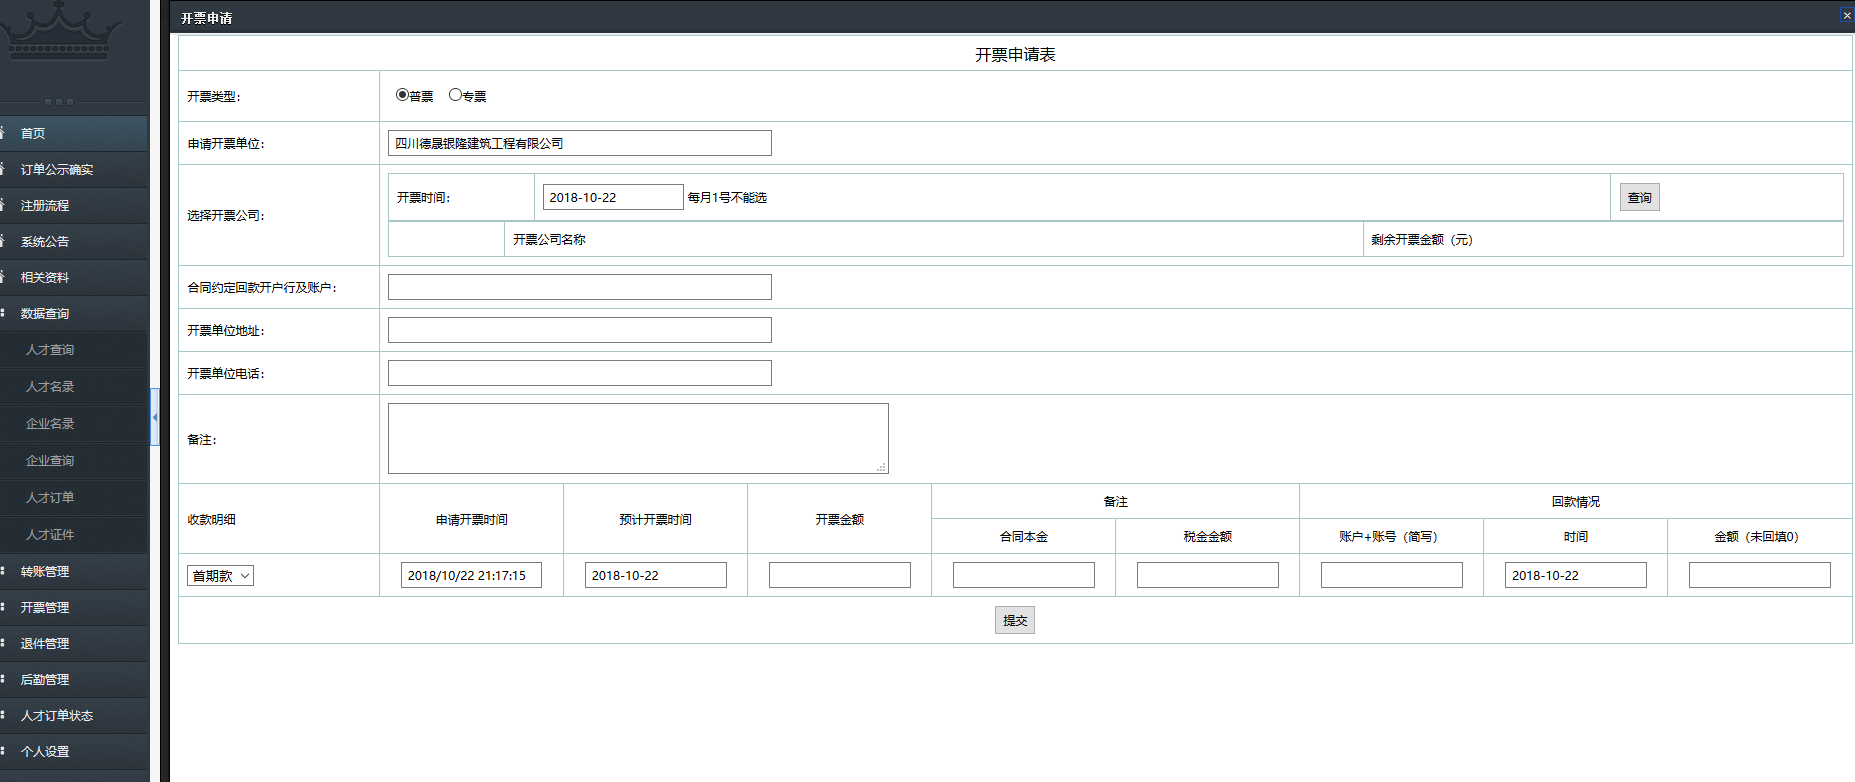 开票申请
首页
订单公示确实
注册流程
系统公告
相关资料
数据查询
人才查询
人才名录
企业名录
企业查询
人才订单
人才证件
转账管理
开票管理
退件管理
后勤管理
人才订单状态
个人设置
开票申请表
开票类型： 普票 专票
申请开票单位： 四川德晟银隆建筑工程有限公司
选择开票公司：
开票时间： 2018-10-22 每月1号不能选 查询
开票公司名称 剩余开票金额（元）
合同约定回款开户行及账户：
开票单位地址：
开票单位电话：
备注：
收款明细 申请开票时间 预计开票时间 开票金额 备注 回款情况
合同本金 税金金额 账户+账号（简写） 时间 金额（未回填0）
首期款 2018/10/22 21:17:15 2018-10-22 2018-10-22
提交